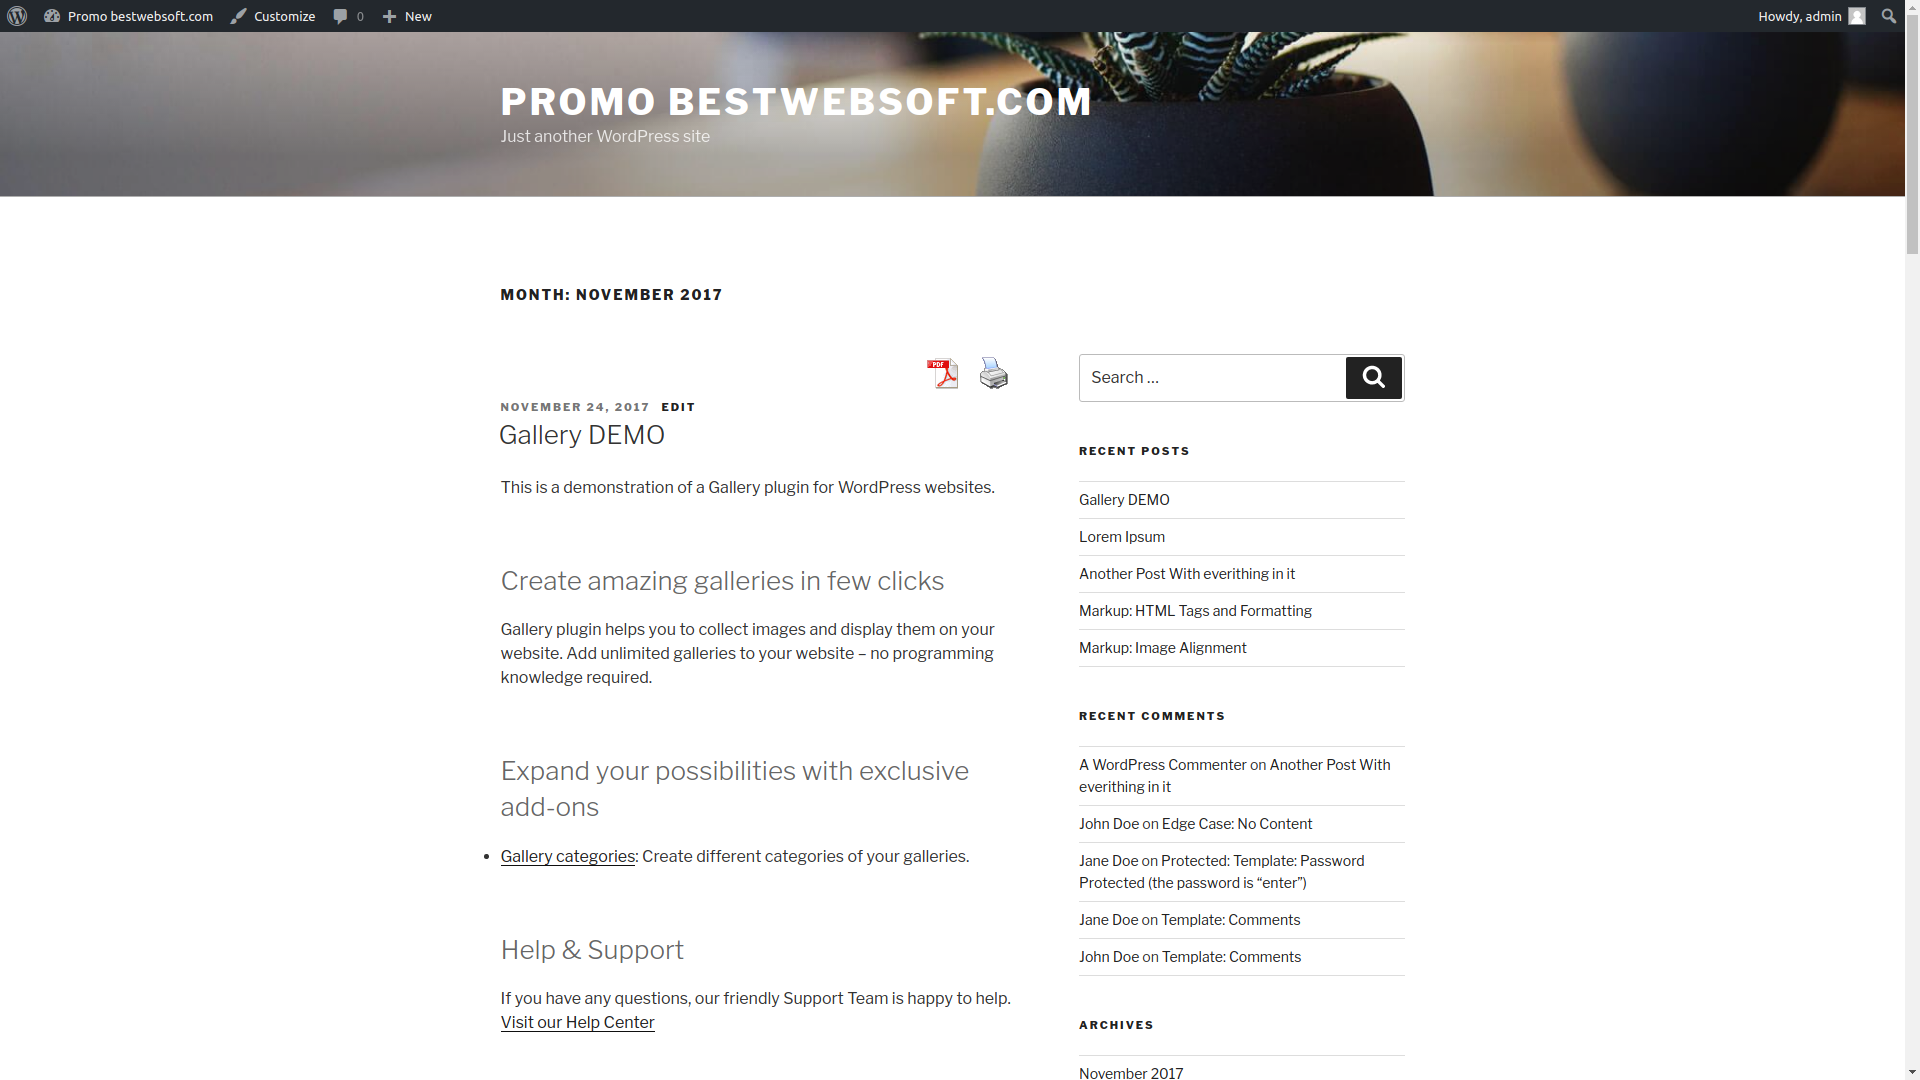 Promo bestwebsoft.com Customize 0 New Howdy, admin
PROMO BESTWEBSOFT.COM
Just another WordPress site
MONTH: NOVEMBER 2017
PDF
NOVEMBER 24, 2017 EDIT
Gallery DEMO
This is a demonstration of a Gallery plugin for WordPress websites.
Create amazing galleries in few clicks
Gallery plugin helps you to collect images and display them on your
website. Add unlimited galleries to your website – no programming
knowledge required.
Expand your possibilities with exclusive
add-ons
• Gallery categories: Create different categories of your galleries.
Help & Support
If you have any questions, our friendly Support Team is happy to help.
Visit our Help Center
Search …
RECENT POSTS
Gallery DEMO
Lorem Ipsum
Another Post With everithing in it
Markup: HTML Tags and Formatting
Markup: Image Alignment
RECENT COMMENTS
A WordPress Commenter on Another Post With
everithing in it
John Doe on Edge Case: No Content
Jane Doe on Protected: Template: Password
Protected (the password is “enter”)
Jane Doe on Template: Comments
John Doe on Template: Comments
ARCHIVES
November 2017